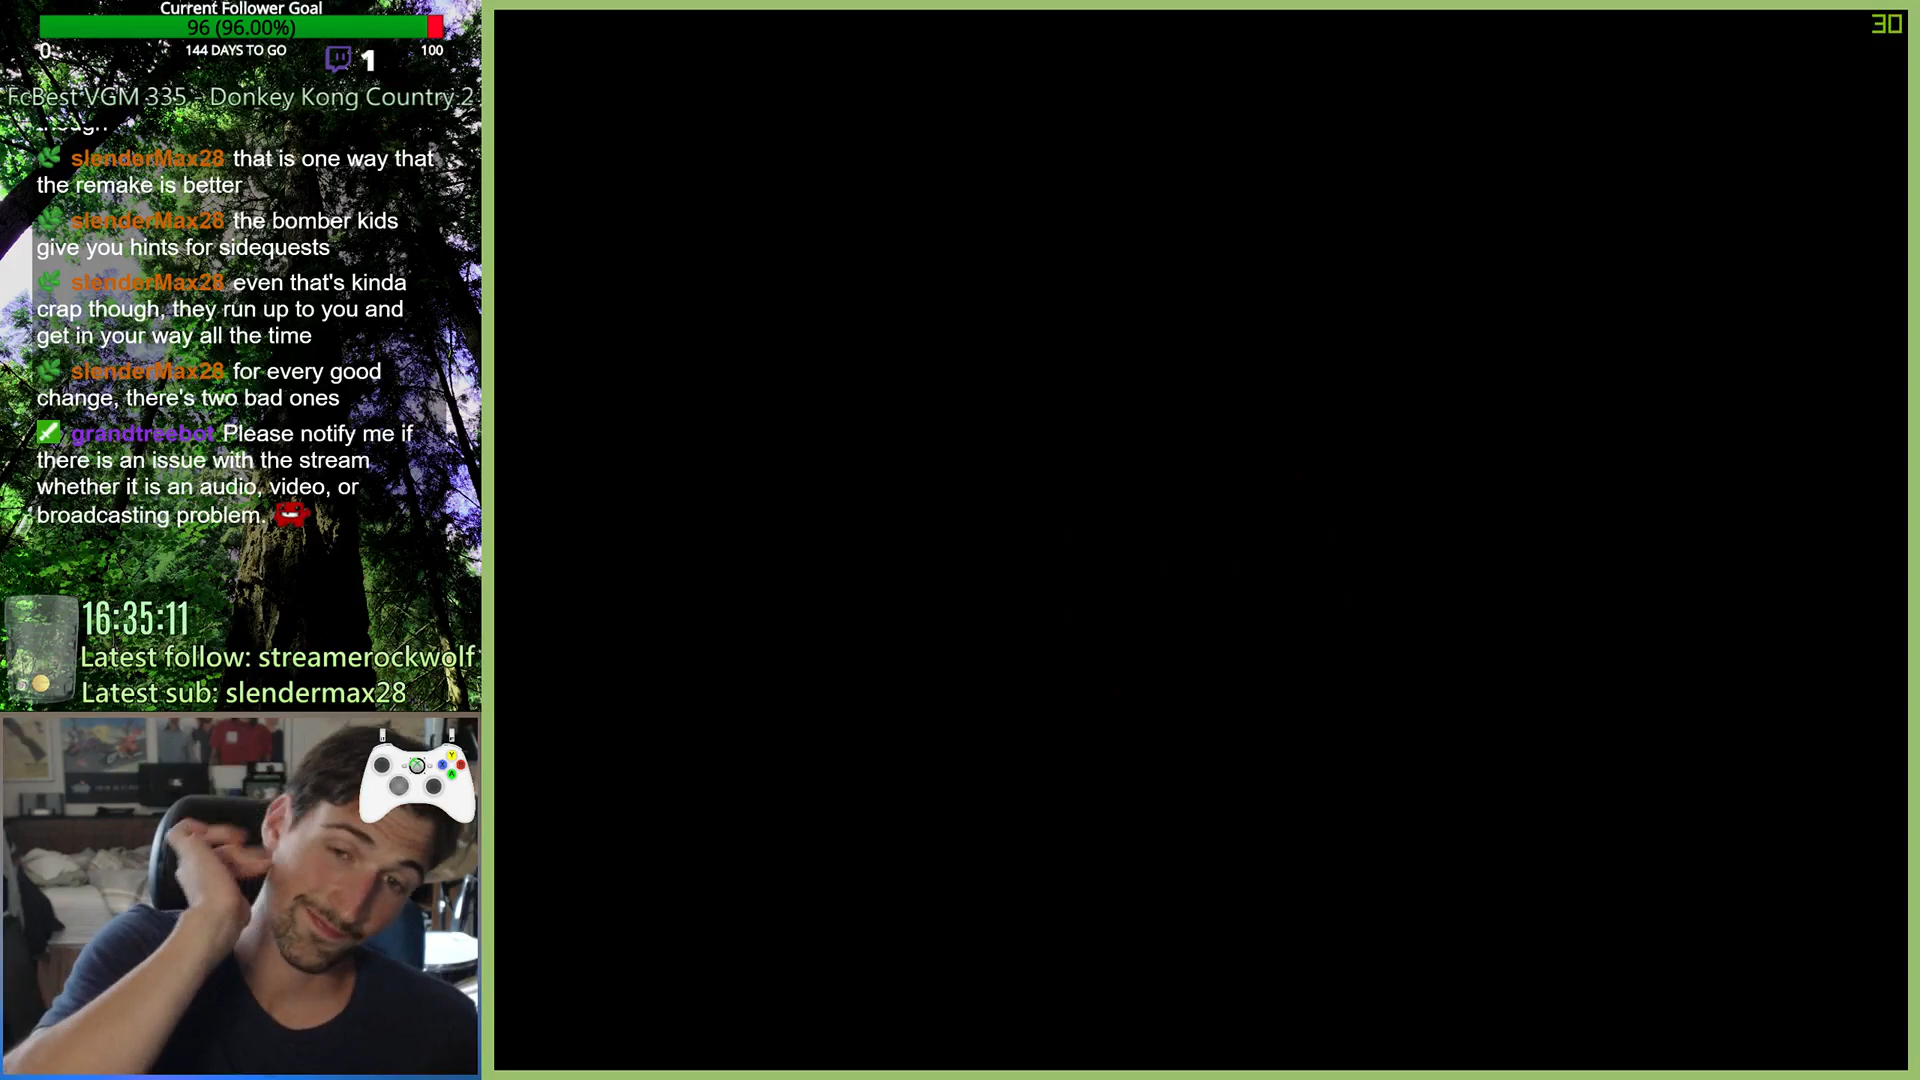 Current Follower Goal
96 (96.00%)
0
144 DAYS TO GO
100
1
30
FcBest VGM 335 - Donkey Kong Country 2
slenderMax28 that is one way that
the remake is better
slenderMax28 the bomber kids
give you hints for sidequests
slenderMax28 even that's kinda
crap though, they run up to you and
get in your way all the time
slenderMax28 for every good
change, there's two bad ones
grandtreebot Please notify me if
there is an issue with the stream
whether it is an audio, video, or
broadcasting problem.
16:35:11
Latest follow: streamerockwolf
Latest sub: slendermax28
Y
X
B
A